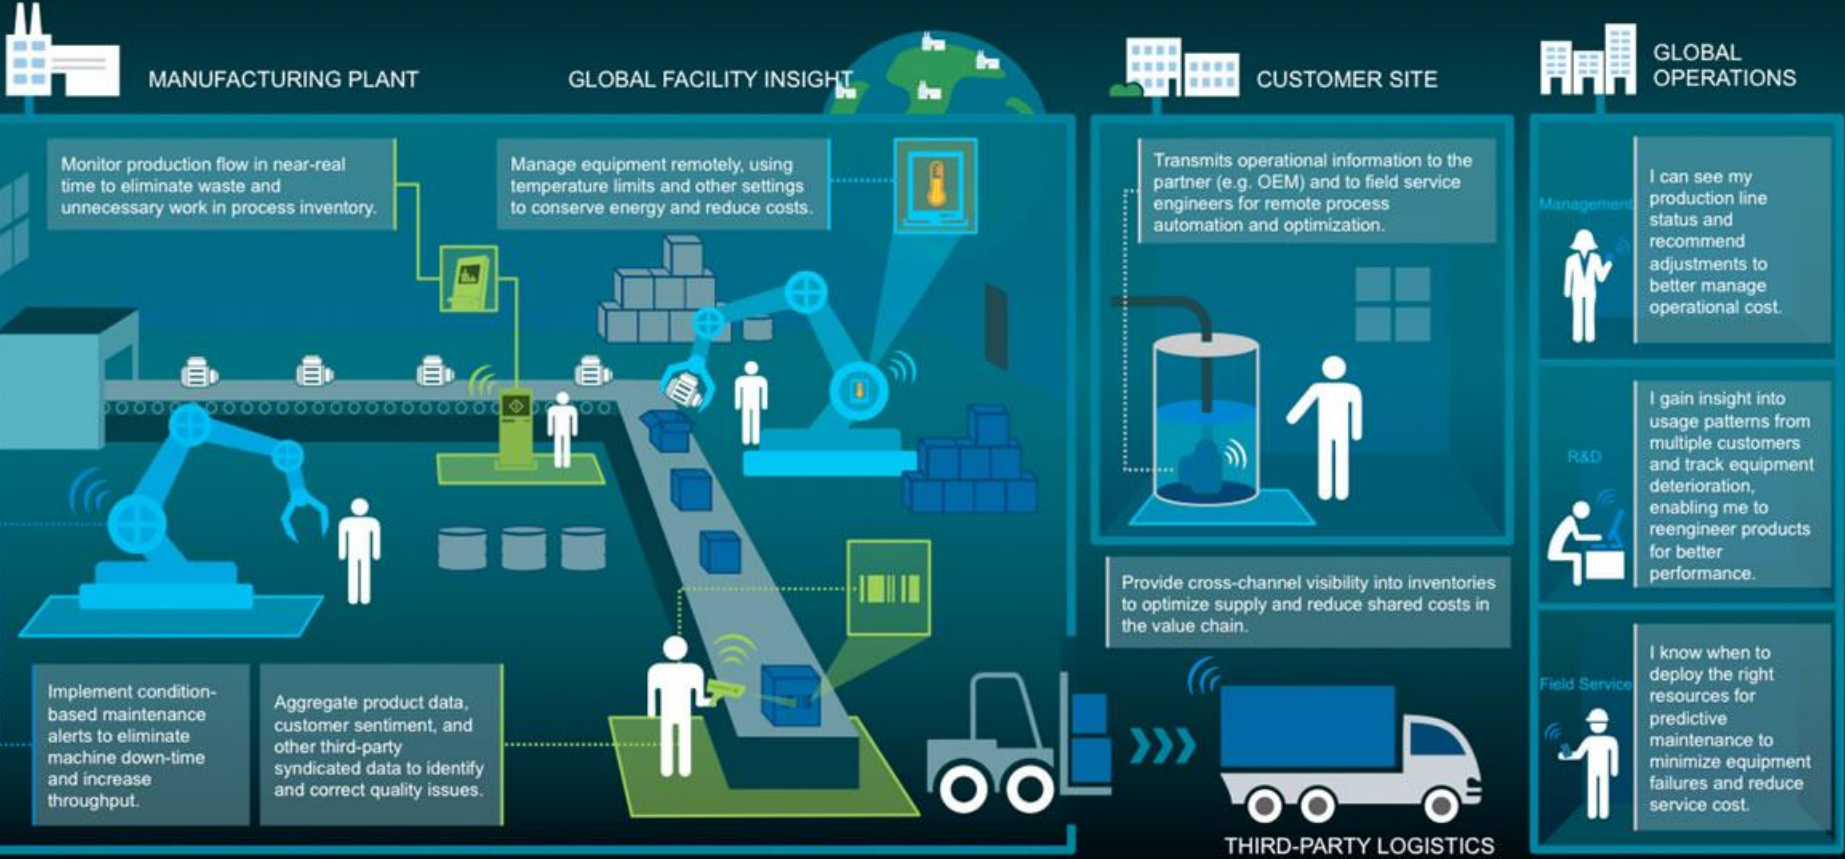 MANUFACTURING PLANT
GLOBAL FACILITY INSIGHT
CUSTOMER SITE
GLOBAL
OPERATIONS
Monitor production flow in near-real
time to eliminate waste and
unnecessary work in process inventory.
Manage equipment remotely, using
temperature limits and other settings
to conserve energy and reduce costs.
Transmits operational information to the
partner (e.g. OEM) and to field service
engineers for remote process
automation and optimization.
Management
I can see my
production line
status and
recommend
adjustments to
better manage
operational cost.
R&D
I gain insight into
usage patterns from
multiple customers
and track equipment
deterioration,
enabling me to
reengineer products
for better
performance.
Provide cross-channel visibility into inventories
to optimize supply and reduce shared costs in
the value chain.
Implement condition-
based maintenance
alerts to eliminate
machine down-time
and increase
throughput.
Aggregate product data,
customer sentiment, and
other third-party
syndicated data to identify
and correct quality issues.
Field Service
I know when to
deploy the right
resources for
predictive
maintenance to
minimize equipment
failures and reduce
service cost.
THIRD-PARTY LOGISTICS